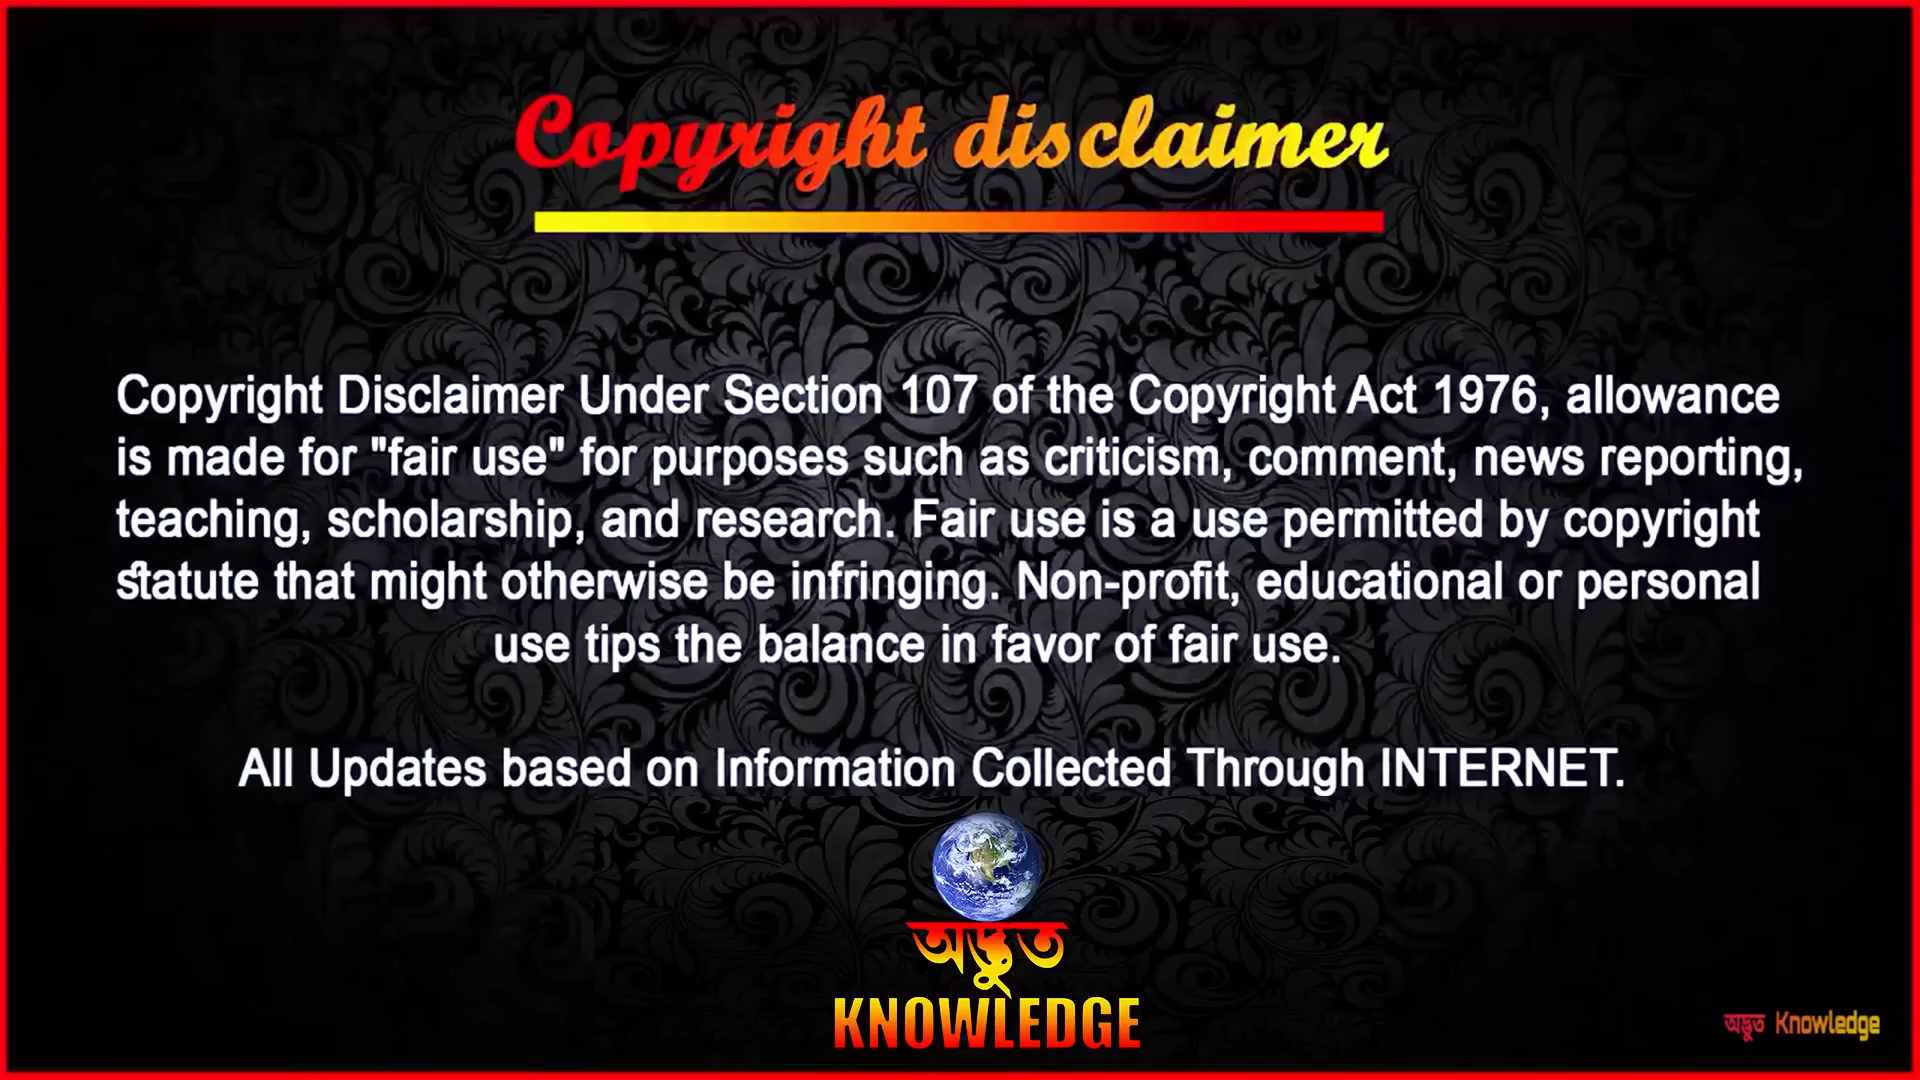 Copyright disclaimer
Copyright Disclaimer Under Section 107 of the Copyright Act 1976, allowance
is made for "fair use" for purposes such as criticism, comment, news reporting,
teaching, scholarship, and research. Fair use is a use permitted by copyright
statute that might otherwise be infringing. Non-profit, educational or personal
use tips the balance in favor of fair use.
All Updates based on Information Collected Through INTERNET.
অদ্ভুত
KNOWLEDGE
অদ্ভুত Knowledge